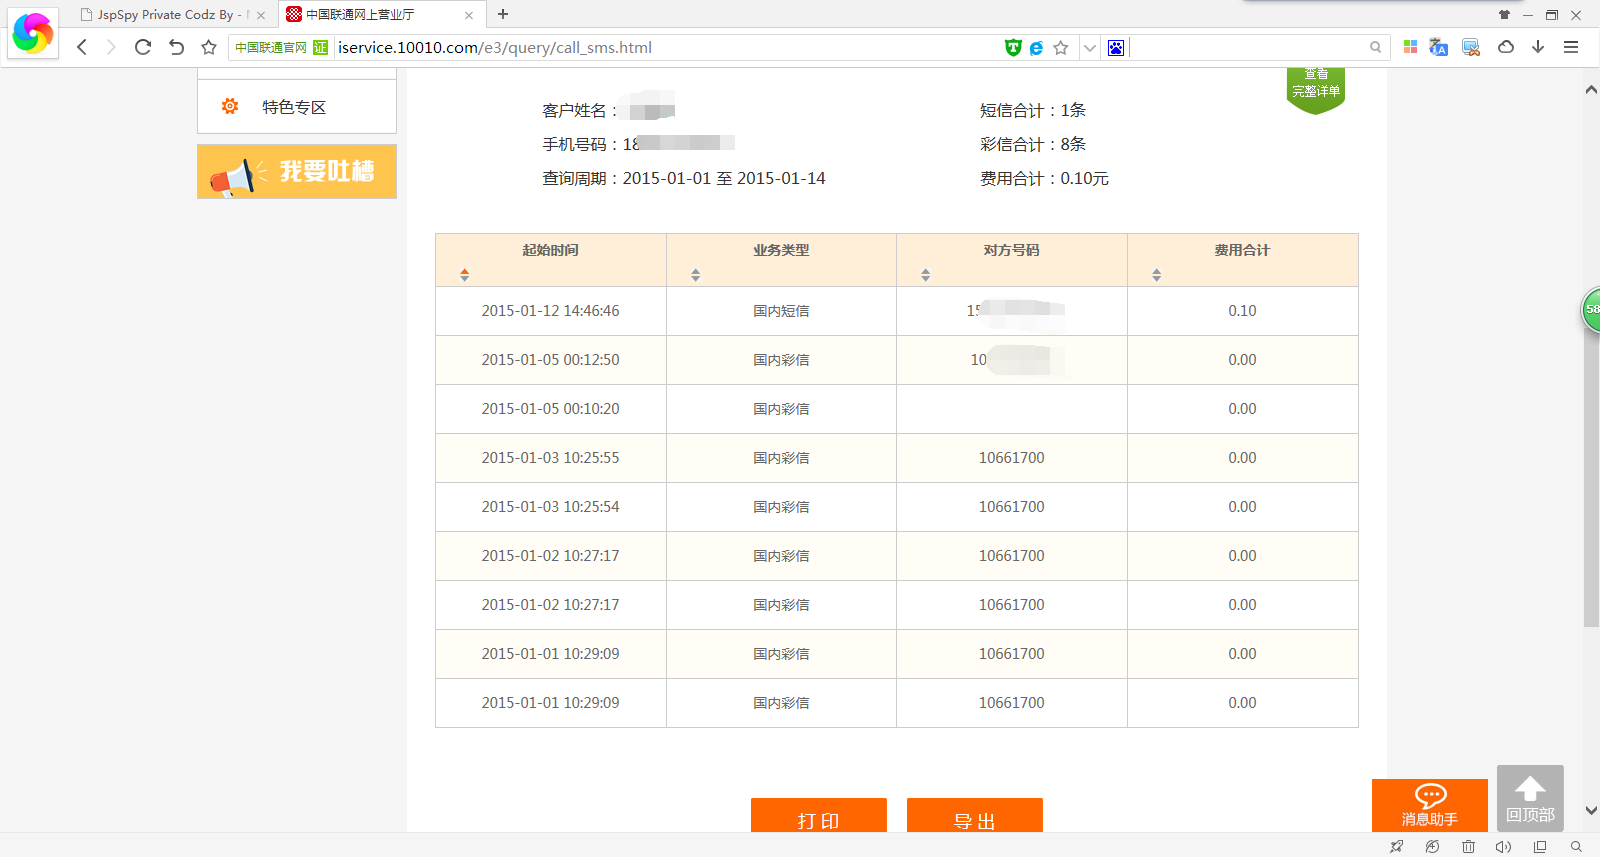 JspSpy Private Codz By -
中国联通网上营业厅
中国联通官网 证 iservice.10010.com/e3/query/call_sms.html
特色专区
我要吐槽
查看
完整详单
客户姓名： 短信合计：1条
手机号码：18 彩信合计：8条
查询周期：2015-01-01 至 2015-01-14 费用合计：0.10元
起始时间 业务类型 对方号码 费用合计
2015-01-12 14:46:46 国内短信 15 0.10
2015-01-05 00:12:50 国内彩信 10 0.00
2015-01-05 00:10:20 国内彩信 0.00
2015-01-03 10:25:55 国内彩信 10661700 0.00
2015-01-03 10:25:54 国内彩信 10661700 0.00
2015-01-02 10:27:17 国内彩信 10661700 0.00
2015-01-02 10:27:17 国内彩信 10661700 0.00
2015-01-01 10:29:09 国内彩信 10661700 0.00
2015-01-01 10:29:09 国内彩信 10661700 0.00
58
打印 导出
消息助手
回顶部